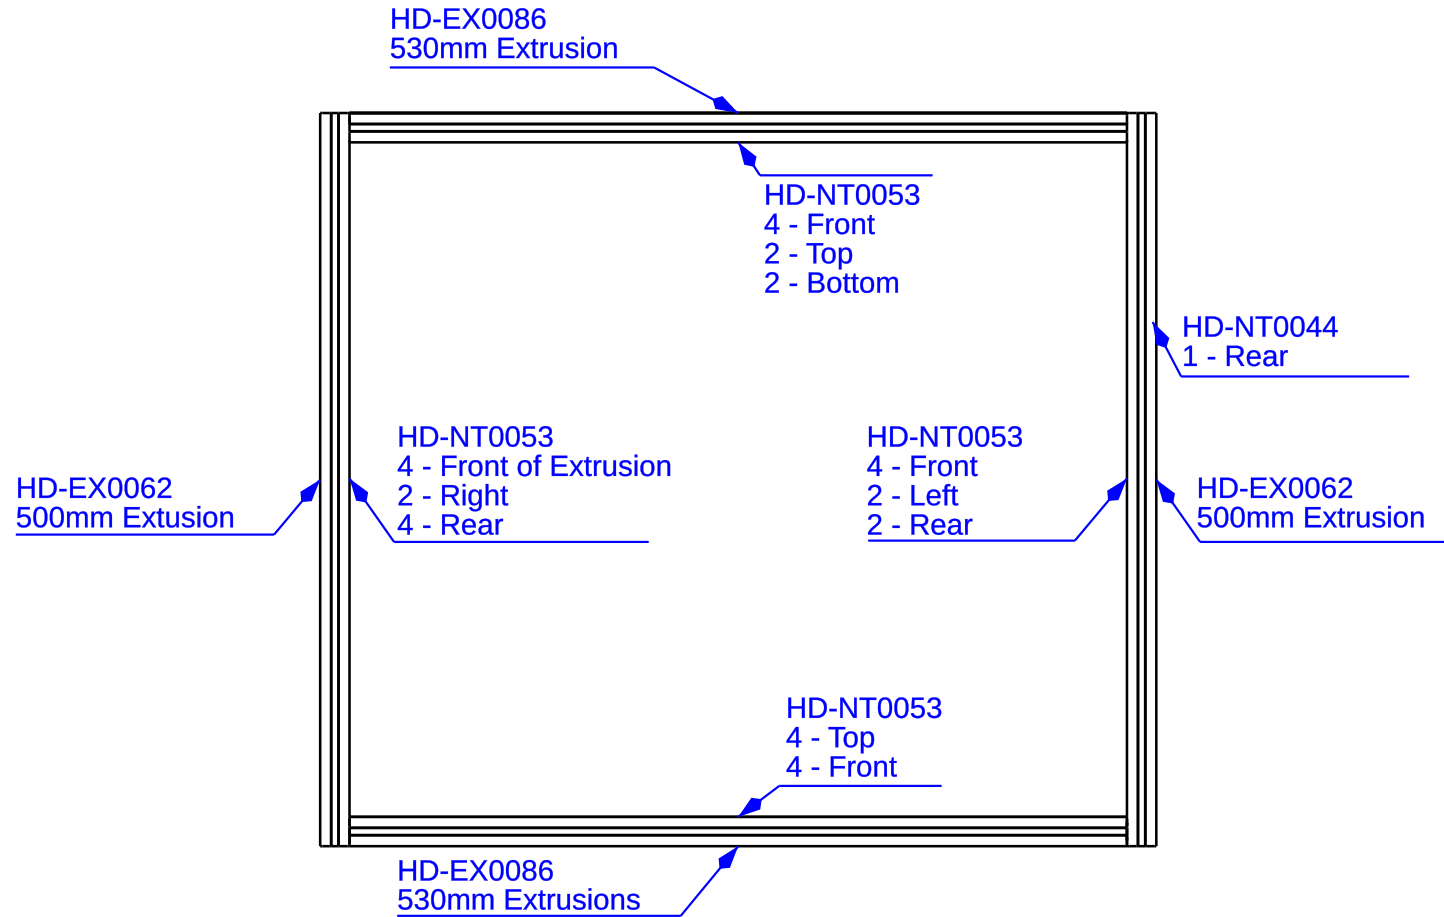 HD-EX0086
530mm Extrusion
HD-NT0053
4 - Front
2 - Top
2 - Bottom
HD-NT0044
1 - Rear
HD-NT0053
4 - Front of Extrusion
2 - Right
4 - Rear
HD-NT0053
4 - Front
2 - Left
2 - Rear
HD-EX0062
500mm Extusion
HD-EX0062
500mm Extrusion
HD-NT0053
4 - Top
4 - Front
HD-EX0086
530mm Extrusions